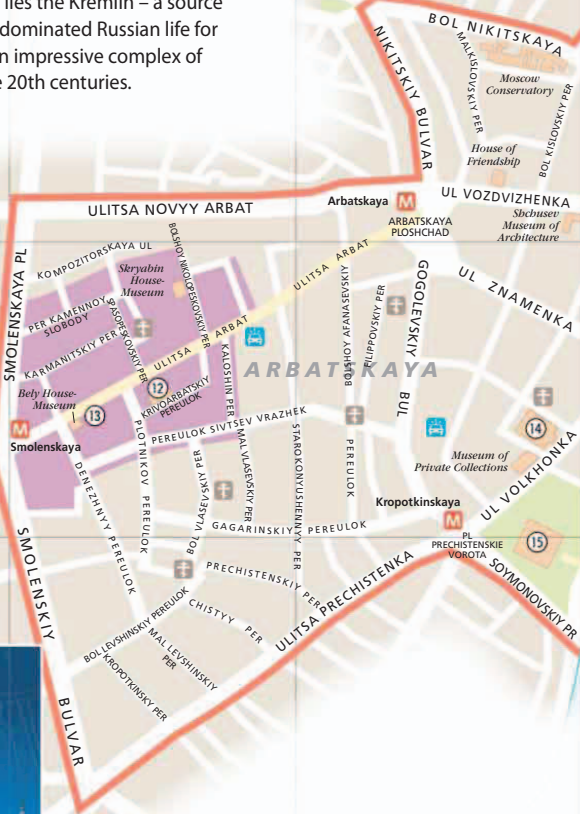 lies the Kremlin – a source
dominated Russian life for
n impressive complex of
e 20th centuries.
BOL NIKITSKAYA
NIKITSKIY BULVAR
MALKISLOVSKIY PER
Moscow
Conservatory
BOL KISLOVSKIY PER
House of
Friendship
Arbatskaya
M
UL VOZDVIZHENKA
ULITSA NOVYY ARBAT
ARBATSKAYA
PLOSHCHAD
Shchusev
Museum of
Architecture
SMOLENSKAYA PL
KOMPOZITORSKAYA UL
Skryabin
House-
Museum
BOLSHOY NIKOLOPESKOVSKIY PER
ULITSA ARBAT
BOLSHOY AFANASEVSKIY
FILIPPOVSKIY PER
GOGOLEVSKIY
UL ZNAMENKA
PER KAMENNOY
SLOBODY
SPASOPESKOVSKIY PER
KARMANITSKIY PER
ULITSA ARBAT
KALOSHIN PER
ARBATSKAYA
BUL
Bely House-
Museum
12
13
KRIVOARBATSKIY
PEREULOK
M
Smolenskaya
PLOTNIKOV PEREULOK
PEREULOK SIVTSEV VRAZHEK
MAL VLASEVSKIY PER
STAROKONYUSHENNYY PER
PEREULOK
14
Museum of
Private Collections
UL VOLKHONKA
DENEZHNYY PEREULOK
BOL VLASEVSKIY PER
Kropotkinskaya
M
GAGARINSKIY PEREULOK
PL
PRECHISTENSKIE
VOROTA
15
SMOLENSKIY
PRECHISTENSKIY PER
ULITSA PRECHISTENKA
SOYMONOVSKIY PR
BOL LEVSHINSKIY PEREULOK
CHISTYY PER
MAL LEVSHINSKIY
PER
KROPOTKINSKY PER
BULVAR